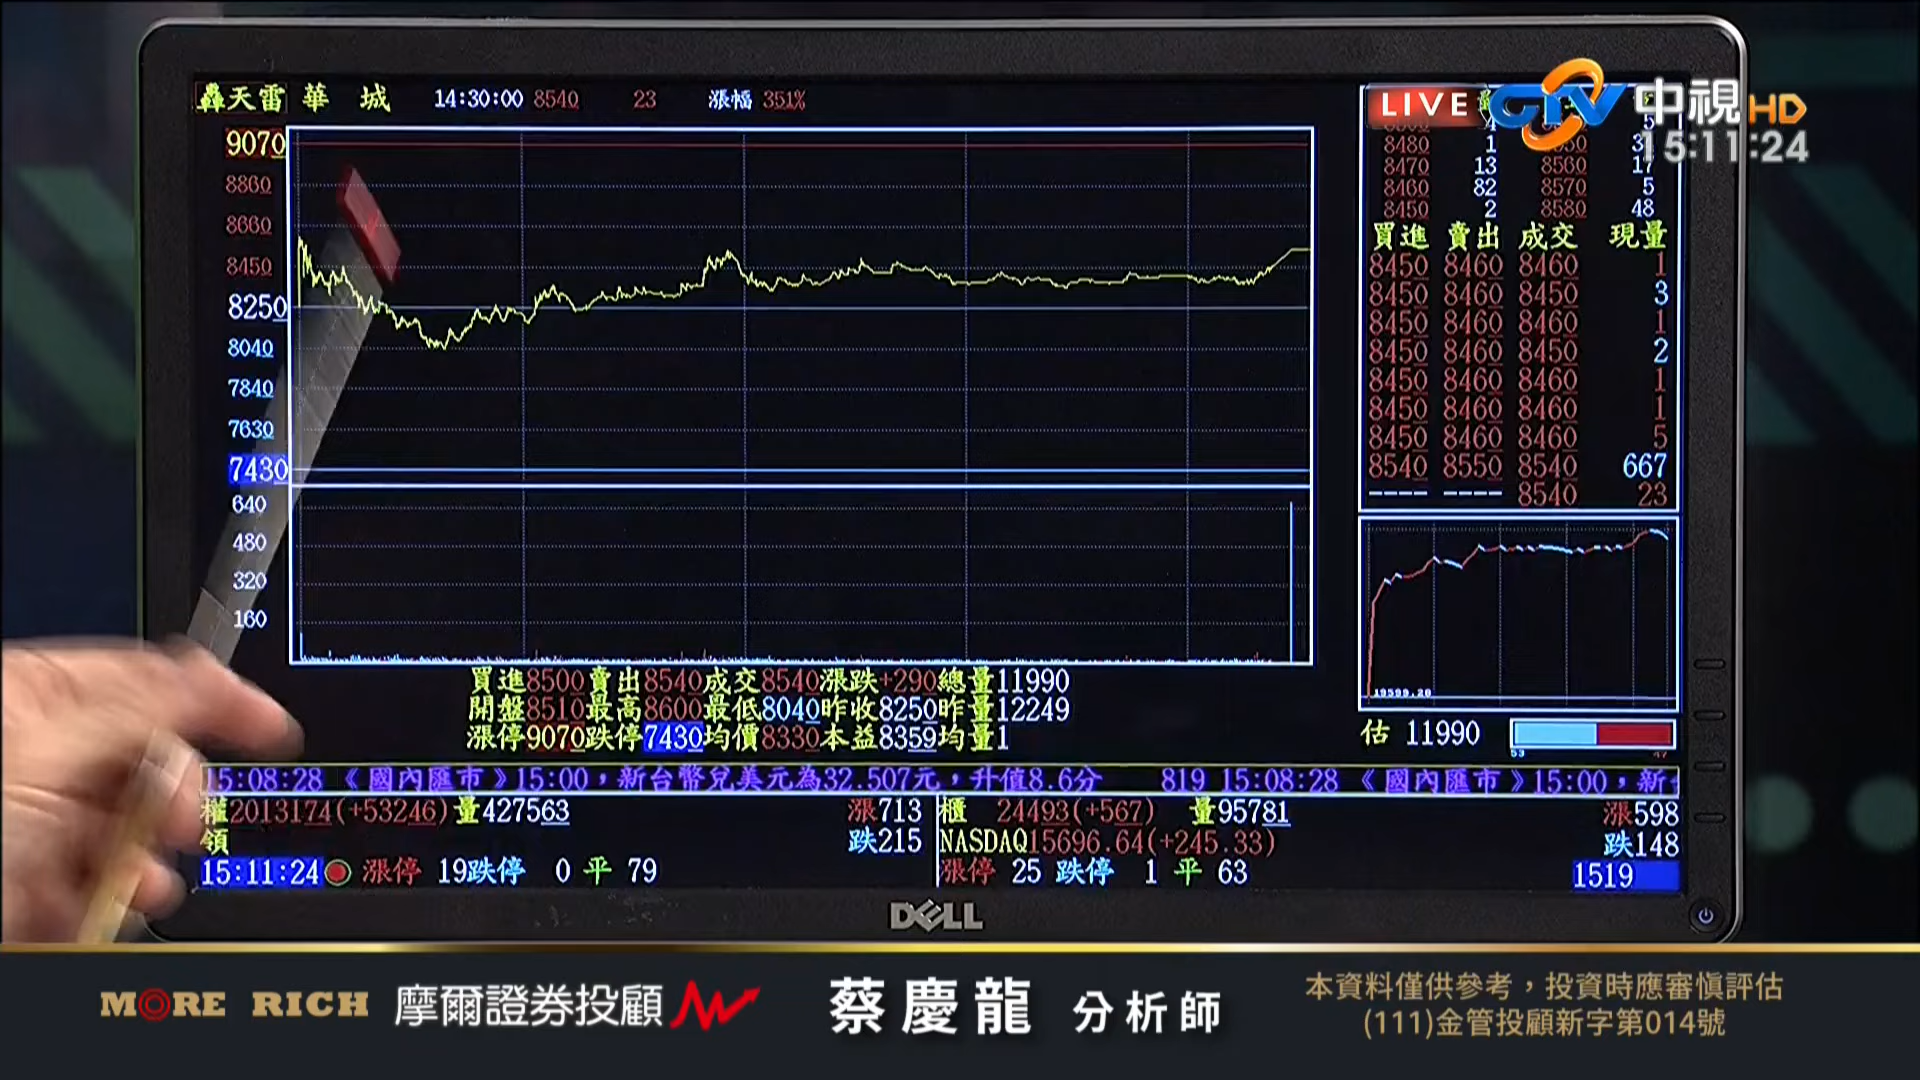 轟天雷 華 城 14:30:00 8540 23 漲幅 351%
LIVE CTV 中視HD
15:11:24
9070
8860
8660
8450
8250
8040
7840
7630
7430
640
480
320
160
8480 1
8470 13 8560 17
8460 82 8570 5
8450 2 8580 48
買進 賣出 成交 現量
8450 8460 8460 1
8450 8460 8450 3
8450 8460 8460 1
8450 8460 8450 2
8450 8460 8460 1
8450 8460 8460 1
8450 8460 8460 5
8540 8550 8540 667
---- ---- 8540 23
19599.20
估 11990
53 47
買進8500賣出8540成交8540漲跌+290總量11990
開盤8510最高8600最低8040昨收8250昨量12249
漲停9070跌停7430均價8330本益8359均量1
15:08:28 《國內匯市》15:00，新台幣兌美元為32.507元，升值8.6分 819 15:08:28 《國內匯市》15:00，新
權2013174(+53246)量427563 漲713
櫃 24493(+567) 量95781 漲598
領 跌215
NASDAQ15696.64(+245.33) 跌148
15:11:24 漲停 19跌停 0 平 79
漲停 25 跌停 1 平 63 1519
DELL
MORE RICH 摩爾證券投顧 蔡慶龍 分析師
本資料僅供參考，投資時應審慎評估
(111)金管投顧新字第014號